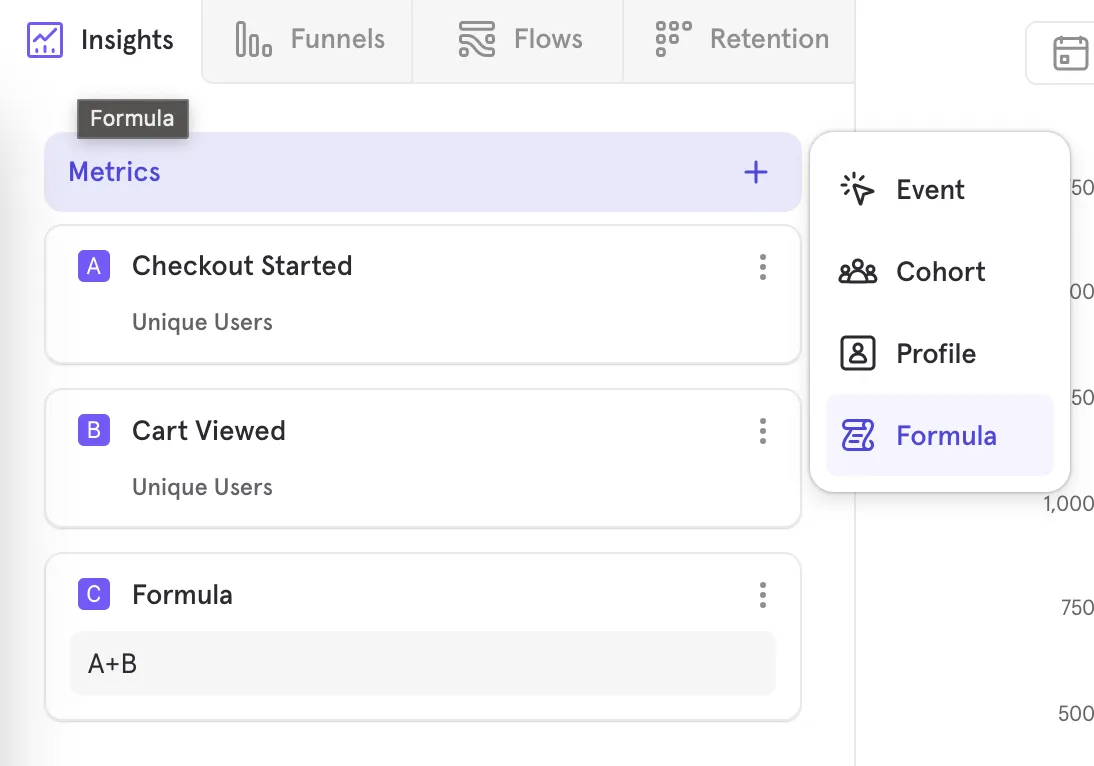 Insights
Funnels
Flows
Retention
Formula
Metrics
A Checkout Started
Unique Users
B Cart Viewed
Unique Users
C Formula
A+B
Event
Cohort
Profile
Formula
50
00
50
1,000
750
500